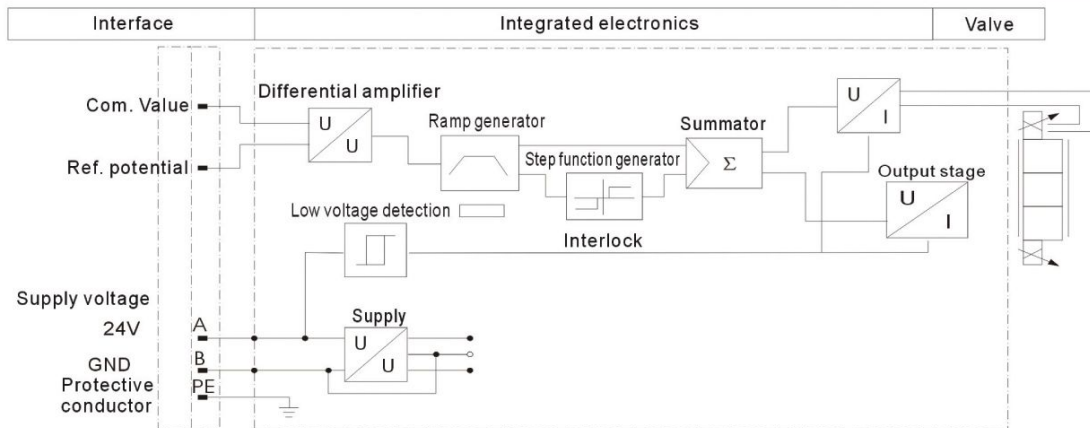 Interface Integrated electronics Valve
Com. Value
Differential amplifier
U
U
Ramp generator
Ref. potential
Step function generator
Summator
Σ
U
I
Output stage
U
I
Low voltage detection
Interlock
Supply voltage
24V
A
Supply
U
U
GND
B
Protective
conductor
PE